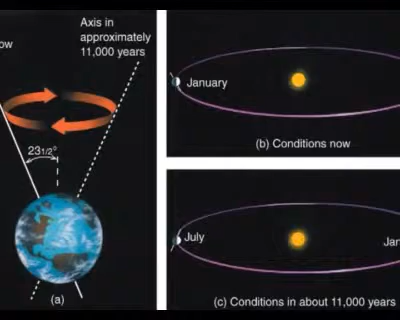 ow
Axis in
approximately
11,000 years
23 1/2°
(a)
January
(b) Conditions now
July
Jan
(c) Conditions in about 11,000 years